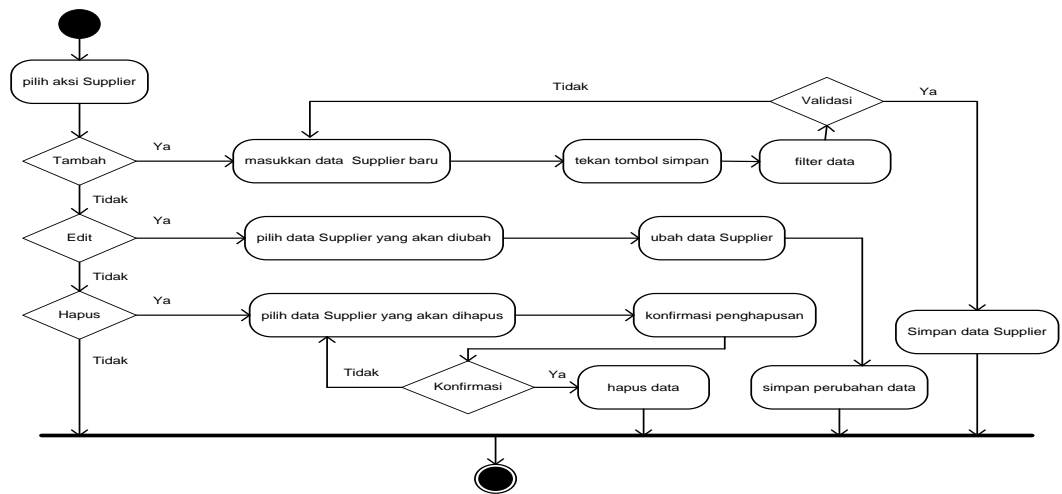 pilih aksi Supplier
Tidak
Validasi
Ya
Tambah
Ya
masukkan data Supplier baru
tekan tombol simpan
filter data
Tidak
Edit
Ya
pilih data Supplier yang akan diubah
ubah data Supplier
Tidak
Hapus
Ya
pilih data Supplier yang akan dihapus
konfirmasi penghapusan
Simpan data Supplier
Tidak
Tidak
Konfirmasi
Ya
hapus data
simpan perubahan data